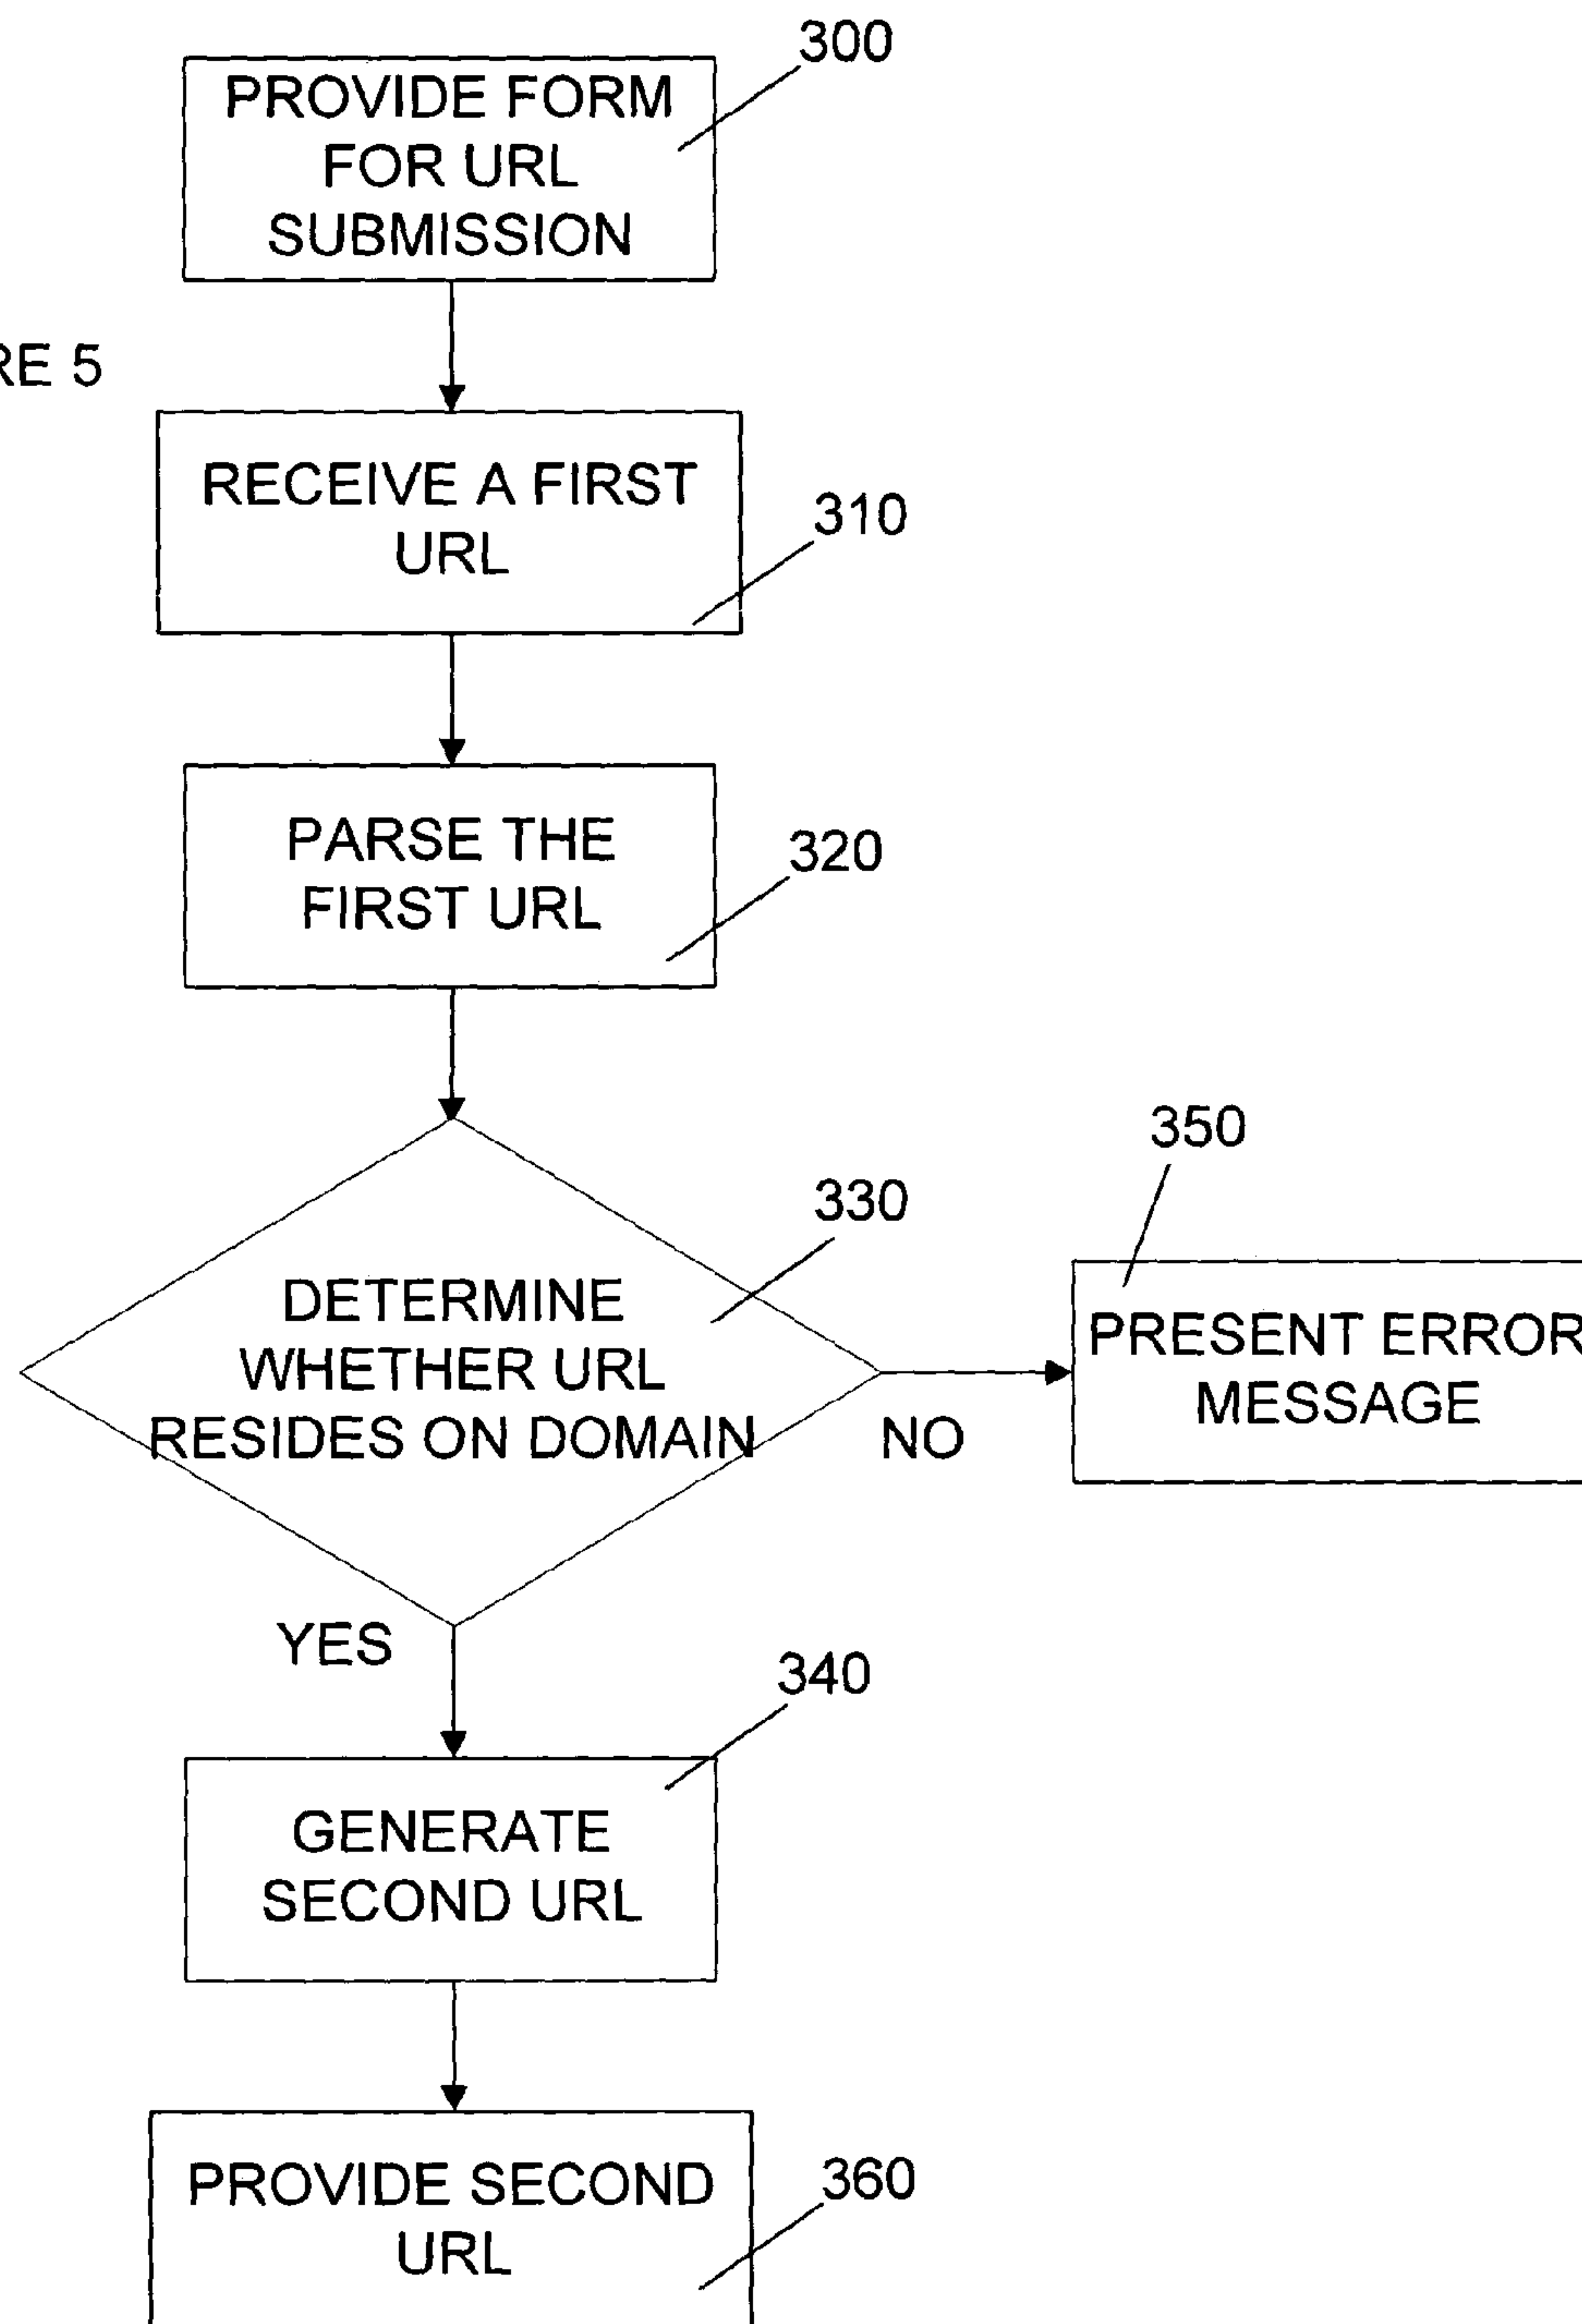 300
PROVIDE FORM
FOR URL
SUBMISSION
RE 5
RECEIVE A FIRST
URL
310
PARSE THE
FIRST URL
320
350
330
DETERMINE
WHETHER URL
RESIDES ON DOMAIN
NO
PRESENT ERROR
MESSAGE
YES
340
GENERATE
SECOND URL
PROVIDE SECOND
URL
360